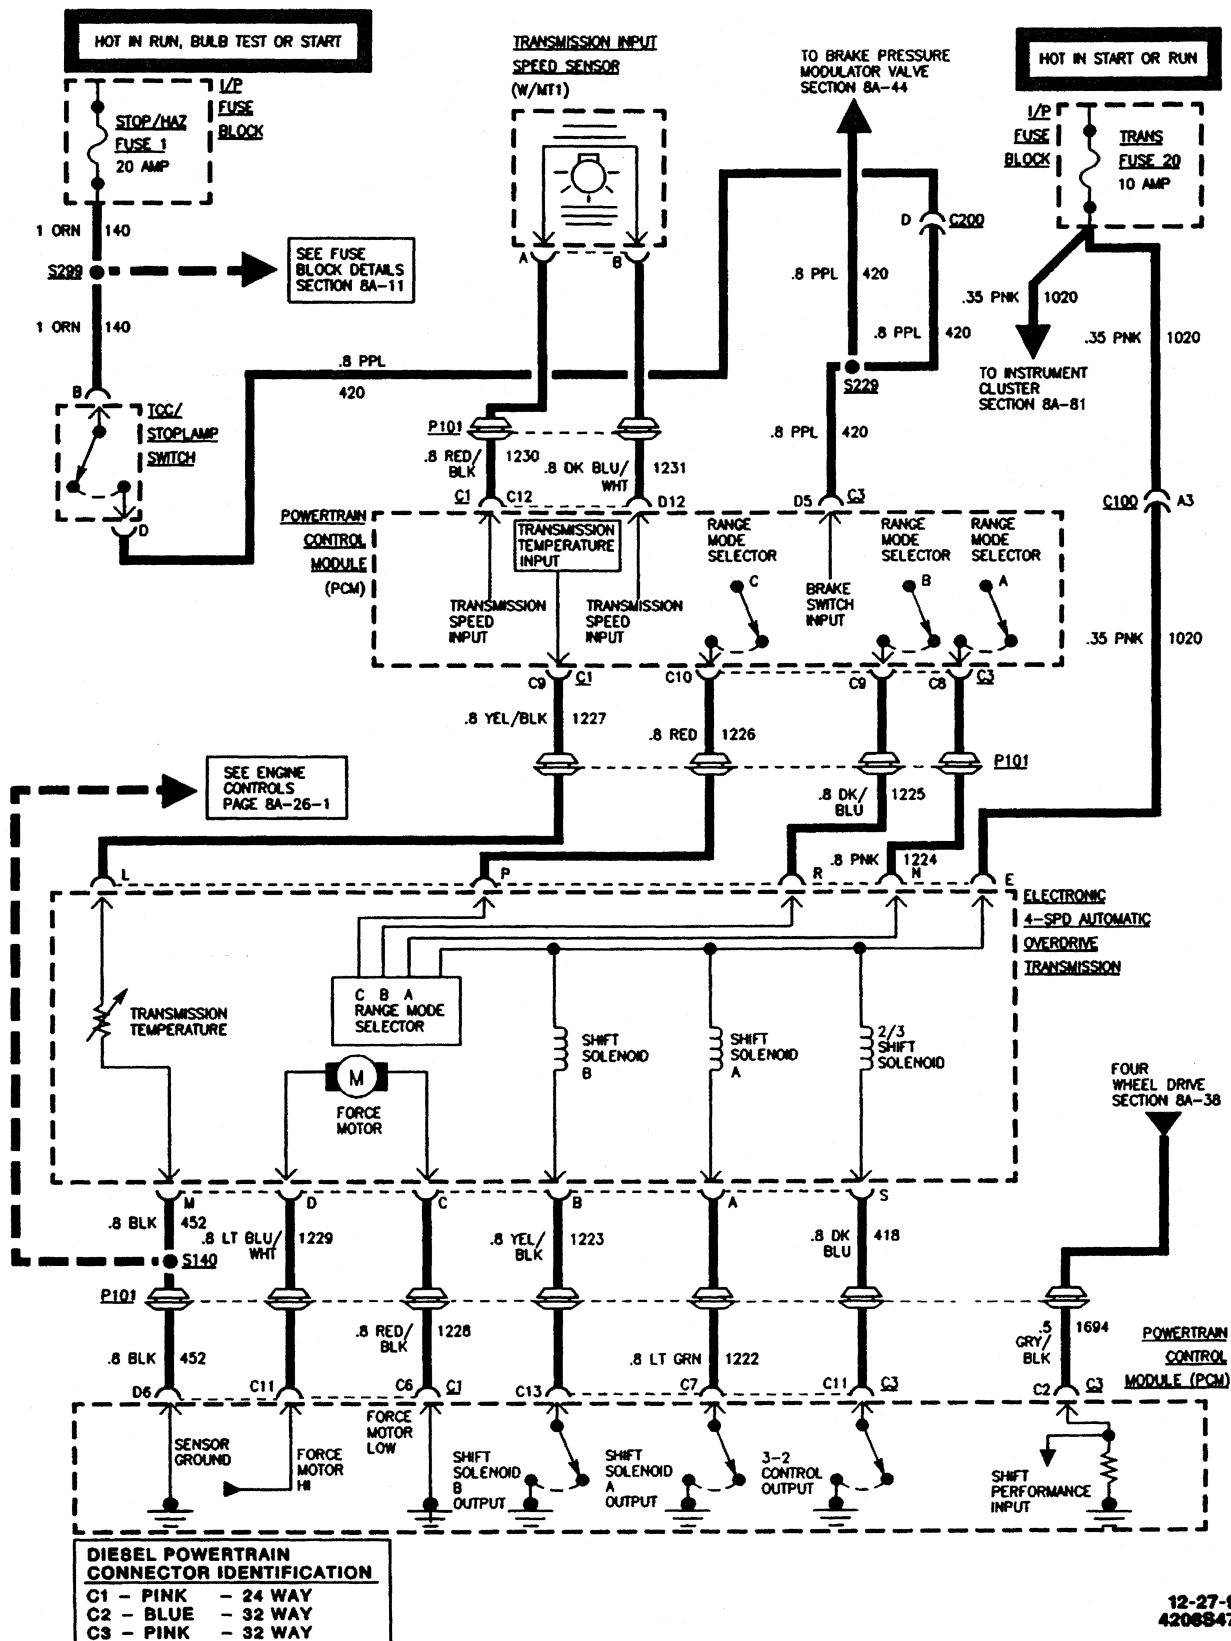 HOT IN RUN, BULB TEST OR START
I/P
FUSE
BLOCK
STOP/HAZ
FUSE 1
20 AMP
TRANSMISSION INPUT
SPEED SENSOR
(W/MT1)
TO BRAKE PRESSURE
MODULATOR VALVE
SECTION 8A-44
HOT IN START OR RUN
I/P
FUSE
BLOCK
TRANS
FUSE 20
10 AMP
1 ORN 140
S299
SEE FUSE
BLOCK DETAILS
SECTION 8A-11
A B
D C200
.8 PPL 420
.35 PNK 1020
1 ORN 140
.8 PPL
420
.8 PPL 420
.35 PNK 1020
S229
TO INSTRUMENT
CLUSTER
SECTION 8A-81
B
TCC/
STOPLAMP
SWITCH
D
P101
.8 RED/
BLK
1230
.8 DK BLU/
WHT
1231
.8 PPL 420
C1 C12 D12 D5 C3
C100 A3
POWERTRAIN
CONTROL
MODULE
(PCM)
TRANSMISSION
TEMPERATURE
INPUT
RANGE
MODE
SELECTOR
C
RANGE
MODE
SELECTOR
B
RANGE
MODE
SELECTOR
A
TRANSMISSION
SPEED
INPUT
TRANSMISSION
SPEED
INPUT
BRAKE
SWITCH
INPUT
.35 PNK 1020
C9 C1 C10 C9 C8 C3
.8 YEL/BLK 1227
.8 RED 1226
P101
SEE ENGINE
CONTROLS
PAGE 8A-26-1
.8 DK/
BLU
1225
.8 PNK 1224
L P R N E
ELECTRONIC
4-SPD AUTOMATIC
OVERDRIVE
TRANSMISSION
C B A
RANGE MODE
SELECTOR
TRANSMISSION
TEMPERATURE
M
FORCE
MOTOR
SHIFT
SOLENOID
B
SHIFT
SOLENOID
A
2/3
SHIFT
SOLENOID
FOUR
WHEEL DRIVE
SECTION 8A-38
M D C B A S
.8 BLK 452
.8 LT BLU/
WHT
1229
.8 YEL/
BLK
1223
.8 DK
BLU
418
S140
P101
.8 RED/
BLK
1228
.8 BLK 452
.8 LT GRN 1222
.5
GRY/
BLK
1694
POWERTRAIN
CONTROL
MODULE (PCM)
D6 C11 C6 C1 C13 C7 C11 C3 C2 C3
SENSOR
GROUND
FORCE
MOTOR
HI
FORCE
MOTOR
LOW
SHIFT
SOLENOID
B
OUTPUT
SHIFT
SOLENOID
A
OUTPUT
3-2
CONTROL
OUTPUT
SHIFT
PERFORMANCE
INPUT
DIESEL POWERTRAIN
CONNECTOR IDENTIFICATION
C1 - PINK - 24 WAY
C2 - BLUE - 32 WAY
C3 - PINK - 32 WAY
12-27-9
4208S47